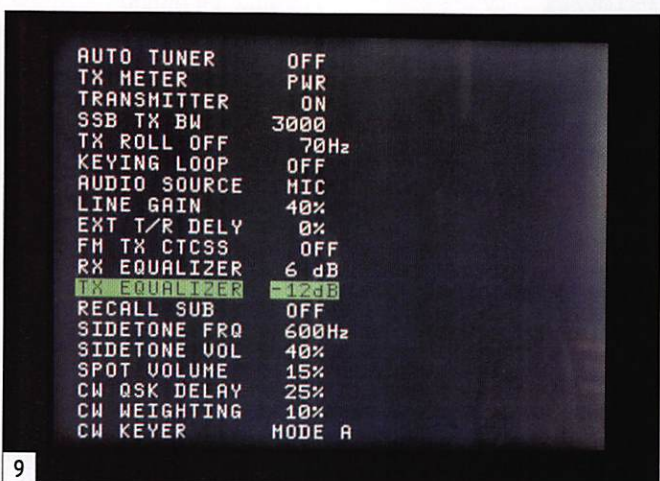 AUTO TUNER OFF
TX METER PWR
TRANSMITTER ON
SSB TX BW 3000
TX ROLL OFF 70Hz
KEYING LOOP OFF
AUDIO SOURCE MIC
LINE GAIN 40%
EXT T/R DELY 0%
FM TX CTCSS OFF
RX EQUALIZER 6 dB
TX EQUALIZER -12dB
RECALL SUB OFF
SIDETONE FRQ 600Hz
SIDETONE VOL 40%
SPOT VOLUME 15%
CW QSK DELAY 25%
CW WEIGHTING 10%
CW KEYER MODE A
9